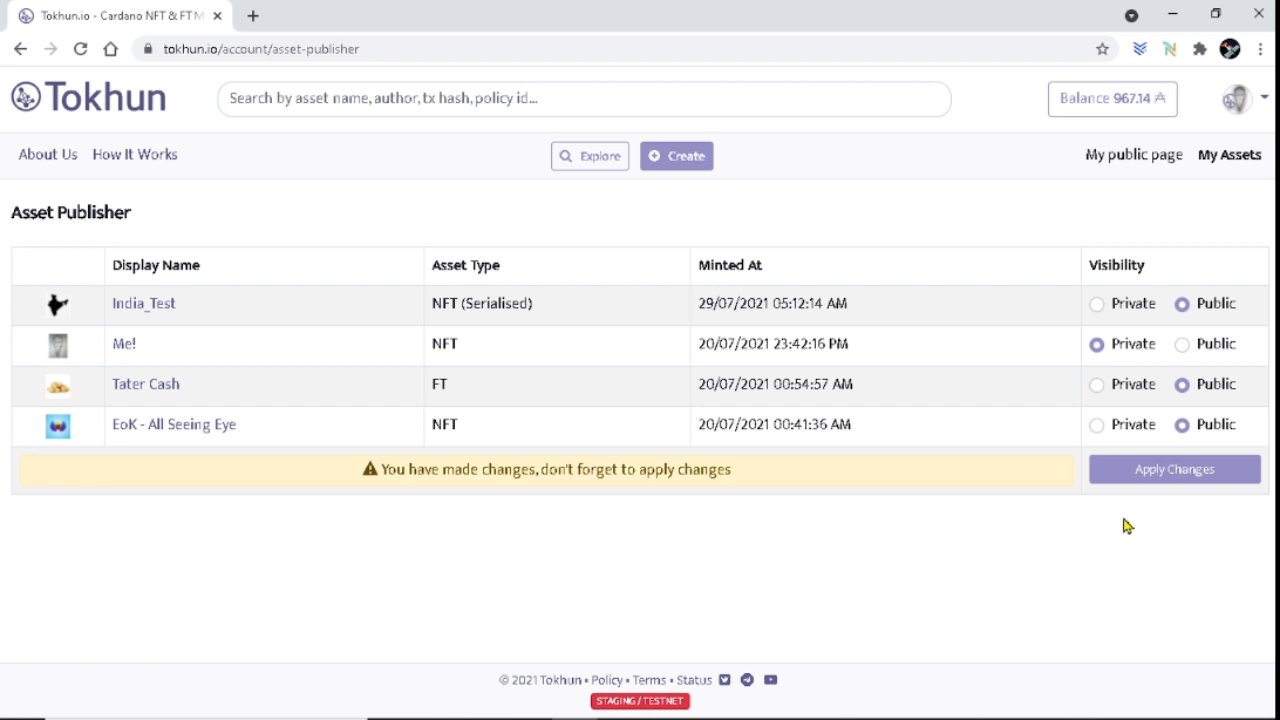 Tokhun.io - Cardano NFT & FT M
tokhun.io/account/asset-publisher
Tokhun
Search by asset name, author, tx hash, policy id...
Balance 967.14 ₳
About Us How It Works
Explore
Create
My public page My Assets
Asset Publisher
Display Name Asset Type Minted At Visibility
India_Test NFT (Serialised) 29/07/2021 05:12:14 AM Private Public
Me! NFT 20/07/2021 23:42:16 PM Private Public
Tater Cash FT 20/07/2021 00:54:57 AM Private Public
EoK - All Seeing Eye NFT 20/07/2021 00:41:36 AM Private Public
You have made changes, don't forget to apply changes
Apply Changes
© 2021 Tokhun • Policy • Terms • Status
STAGING / TESTNET